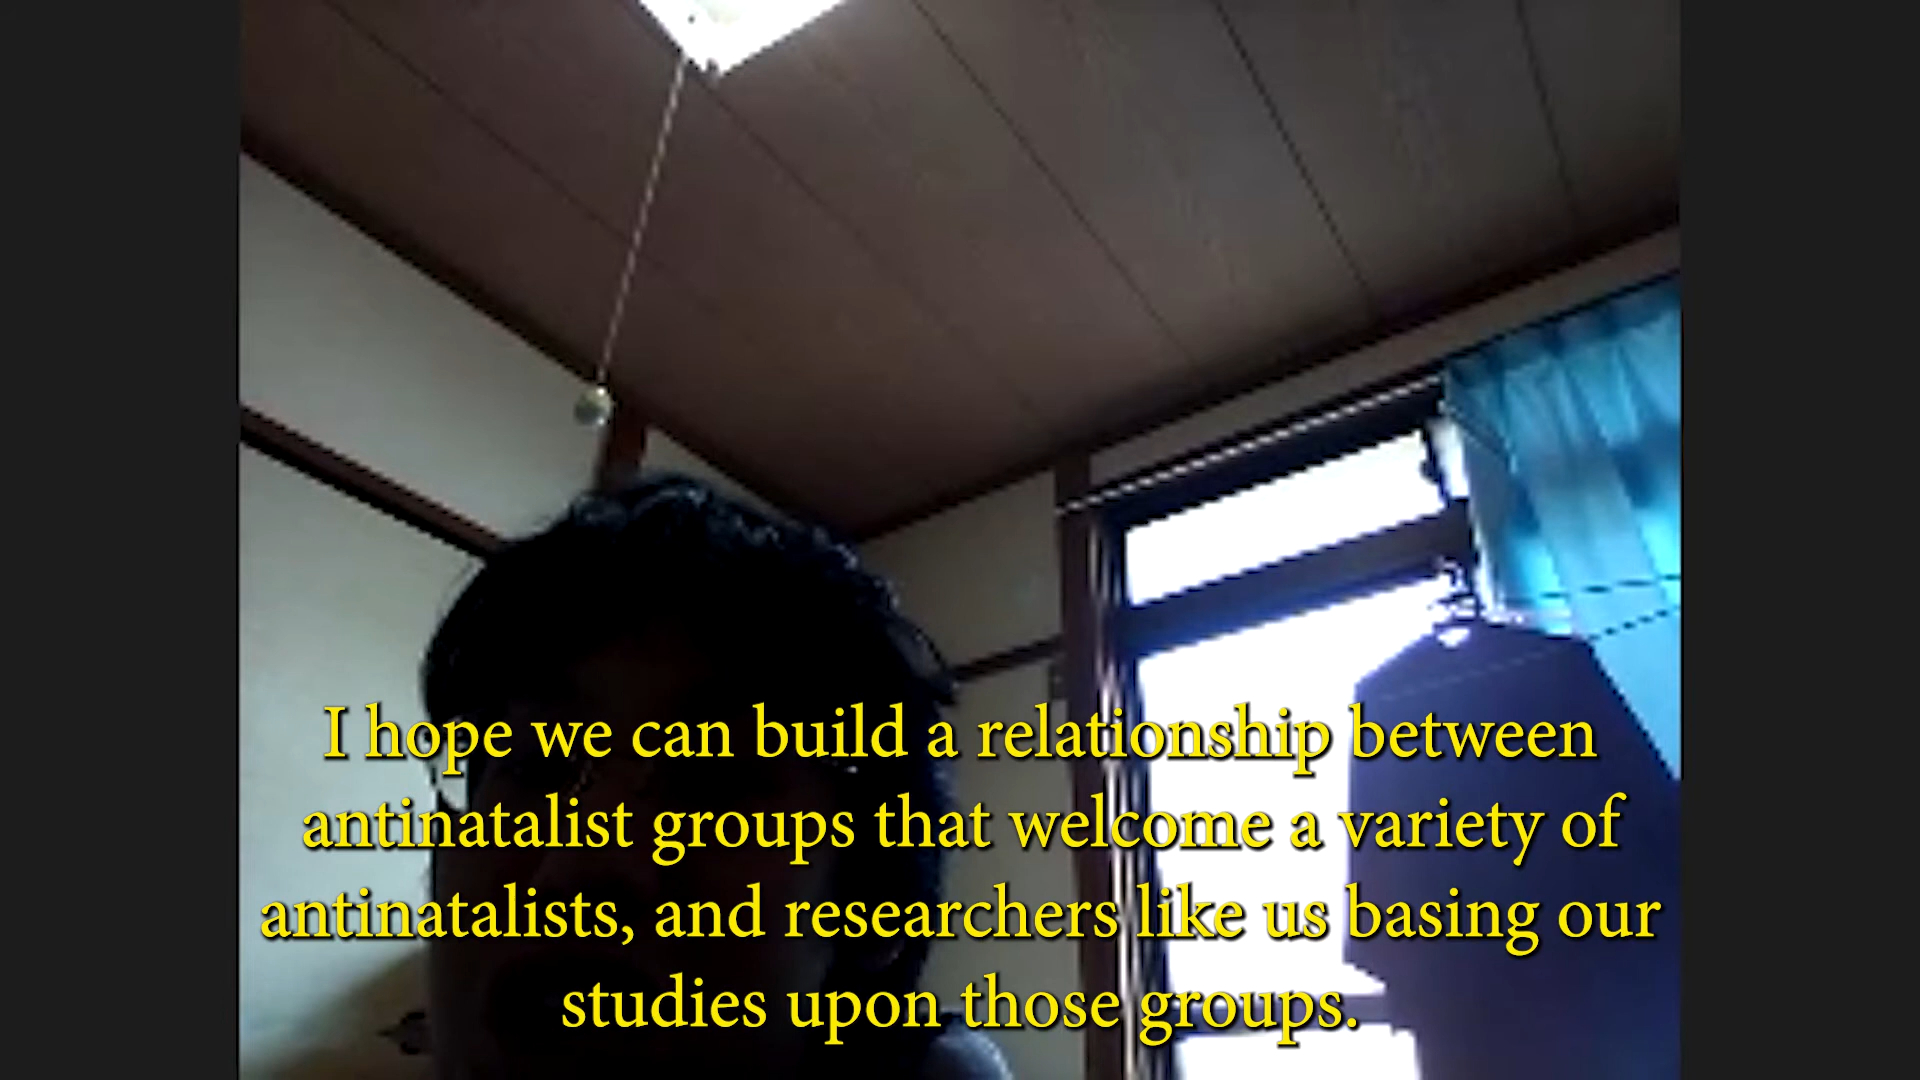 I hope we can build a relationship between
antinatalist groups that welcome a variety of
antinatalists, and researchers like us basing our
studies upon those groups.